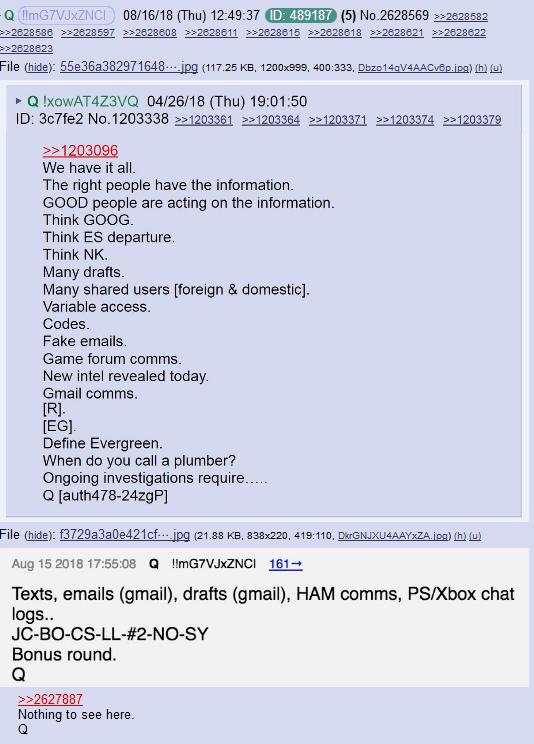 Q !!mG7VJxZNCI 08/16/18 (Thu) 12:49:37 ID: 489187 (5) No.2628569 >>2628582
>>2628586 >>2628597 >>2628608 >>2628611 >>2628615 >>2628618 >>2628621 >>2628622
>>2628623
File (hide): 55e36a382971648⋯.jpg (117.25 KB, 1200x999, 400:333, Dbzo14qV4AACv6p.jpg) (h) (u)
Q !xowAT4Z3VQ 04/26/18 (Thu) 19:01:50
ID: 3c7fe2 No.1203338 >>1203361 >>1203364 >>1203371 >>1203374 >>1203379
>>1203096
We have it all.
The right people have the information.
GOOD people are acting on the information.
Think GOOG.
Think ES departure.
Think NK.
Many drafts.
Many shared users [foreign & domestic].
Variable access.
Codes.
Fake emails.
Game forum comms.
New intel revealed today.
Gmail comms.
[R].
[EG].
Define Evergreen.
When do you call a plumber?
Ongoing investigations require.....
Q [auth478-24zgP]
File (hide): f3729a3a0e421cf⋯.jpg (21.88 KB, 838x220, 419:110, DkrGNJXU4AAYxZA.jpg) (h) (u)
Aug 15 2018 17:55:08 Q !!mG7VJxZNCI 161→
Texts, emails (gmail), drafts (gmail), HAM comms, PS/Xbox chat
logs..
JC-BO-CS-LL-#2-NO-SY
Bonus round.
Q
>>2627887
Nothing to see here.
Q